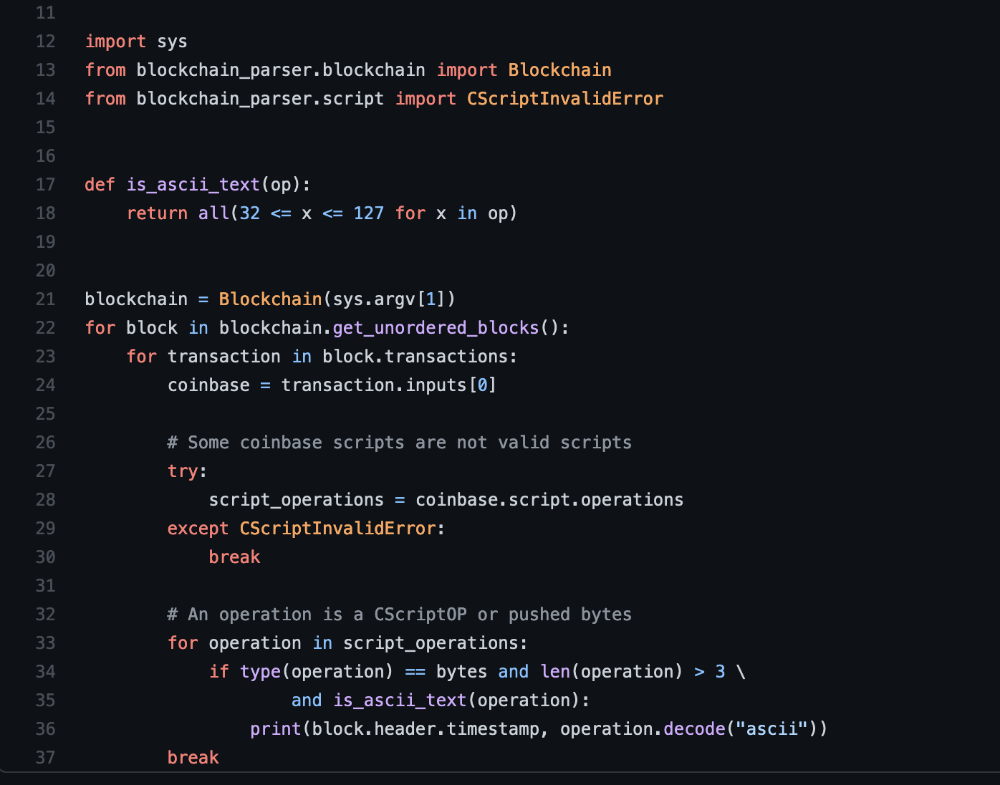 11
12 import sys
13 from blockchain_parser.blockchain import Blockchain
14 from blockchain_parser.script import CScriptInvalidError
15
16
17 def is_ascii_text(op):
18     return all(32 <= x <= 127 for x in op)
19
20
21 blockchain = Blockchain(sys.argv[1])
22 for block in blockchain.get_unordered_blocks():
23     for transaction in block.transactions:
24         coinbase = transaction.inputs[0]
25
26         # Some coinbase scripts are not valid scripts
27         try:
28             script_operations = coinbase.script.operations
29         except CScriptInvalidError:
30             break
31
32         # An operation is a CScriptOP or pushed bytes
33         for operation in script_operations:
34             if type(operation) == bytes and len(operation) > 3 \
35                     and is_ascii_text(operation):
36                 print(block.header.timestamp, operation.decode("ascii"))
37         break